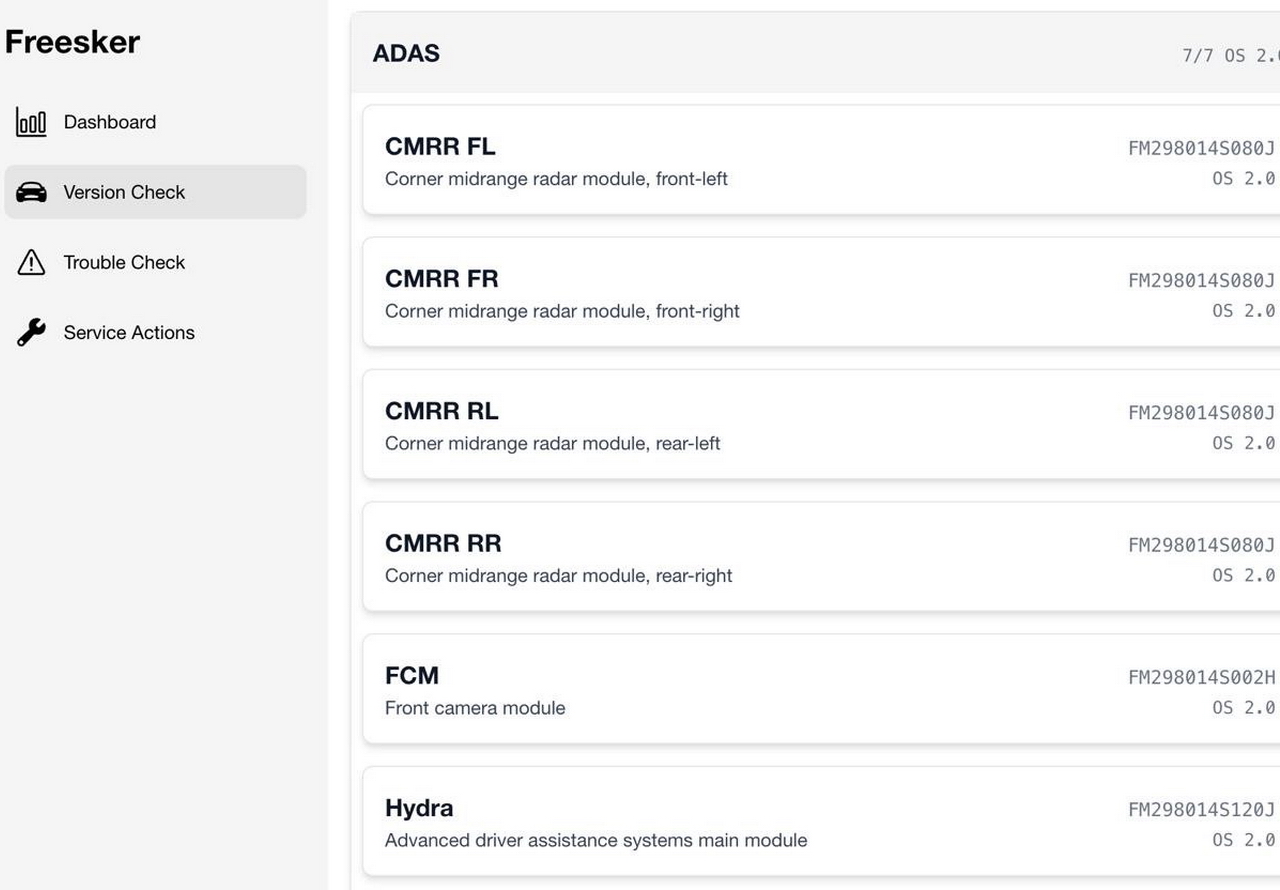 Freesker
Dashboard
Version Check
Trouble Check
Service Actions
ADAS
7/7 OS 2.0
CMRR FL
FM298014S080J
Corner midrange radar module, front-left
OS 2.0
CMRR FR
FM298014S080J
Corner midrange radar module, front-right
OS 2.0
CMRR RL
FM298014S080J
Corner midrange radar module, rear-left
OS 2.0
CMRR RR
FM298014S080J
Corner midrange radar module, rear-right
OS 2.0
FCM
FM298014S002H
Front camera module
OS 2.0
Hydra
FM298014S120J
Advanced driver assistance systems main module
OS 2.0